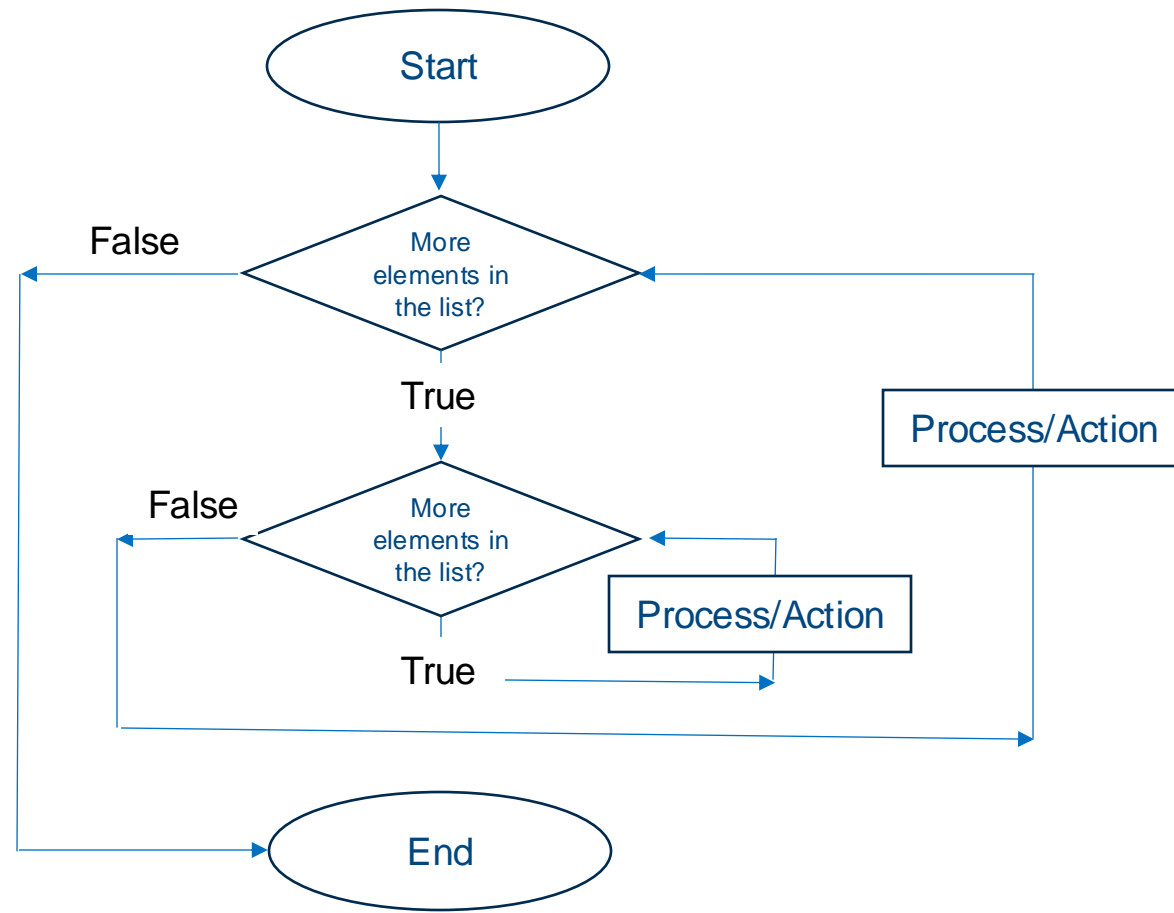 Start
False
More
elements in
the list?
True
Process/Action
False
More
elements in
the list?
Process/Action
True
End